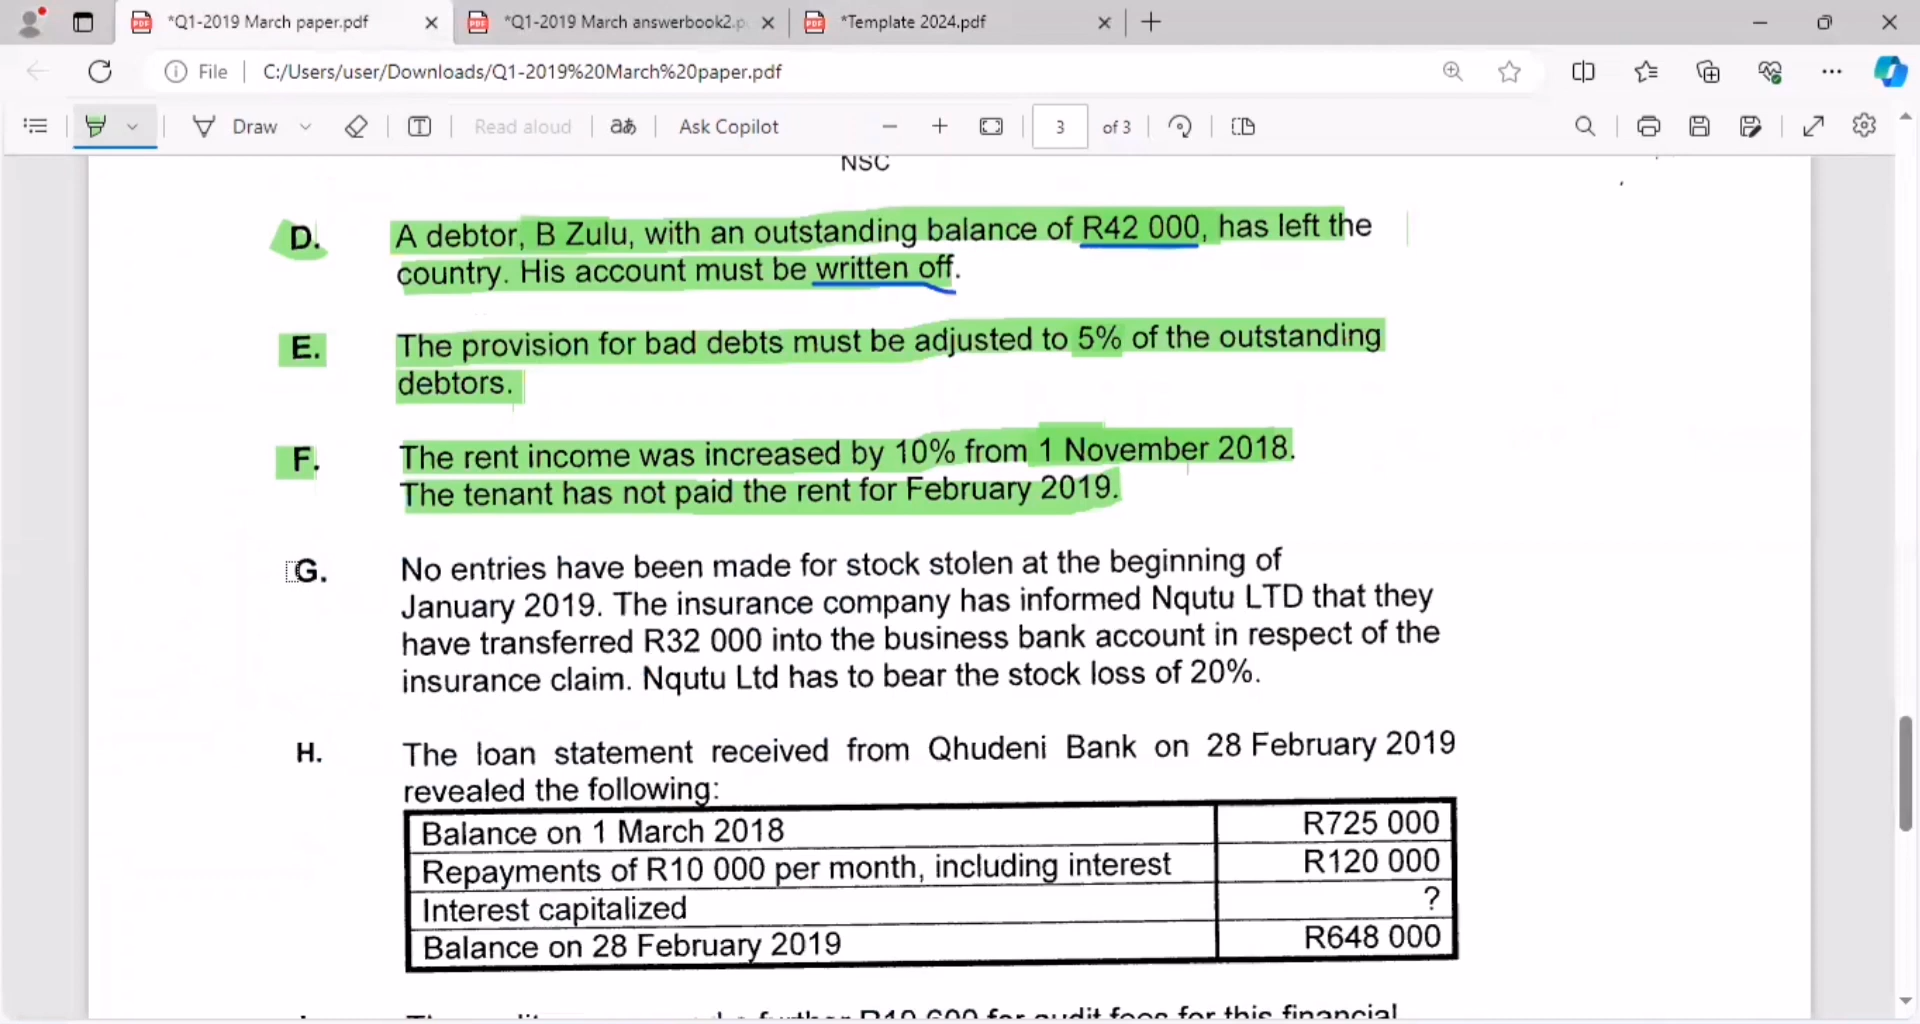 *Q1-2019 March paper.pdf
*Q1-2019 March answerbook2.p
*Template 2024.pdf
File
C:/Users/user/Downloads/Q1-2019%20March%20paper.pdf
Draw
Read aloud
aあ
Ask Copilot
3
of 3
NSC
D. A debtor, B Zulu, with an outstanding balance of R42 000, has left the
country. His account must be written off.
E. The provision for bad debts must be adjusted to 5% of the outstanding
debtors.
F. The rent income was increased by 10% from 1 November 2018.
The tenant has not paid the rent for February 2019.
G. No entries have been made for stock stolen at the beginning of
January 2019. The insurance company has informed Nqutu LTD that they
have transferred R32 000 into the business bank account in respect of the
insurance claim. Nqutu Ltd has to bear the stock loss of 20%.
H. The loan statement received from Qhudeni Bank on 28 February 2019
revealed the following:
Balance on 1 March 2018 R725 000
Repayments of R10 000 per month, including interest R120 000
Interest capitalized ?
Balance on 28 February 2019 R648 000
for audit fees for this financial